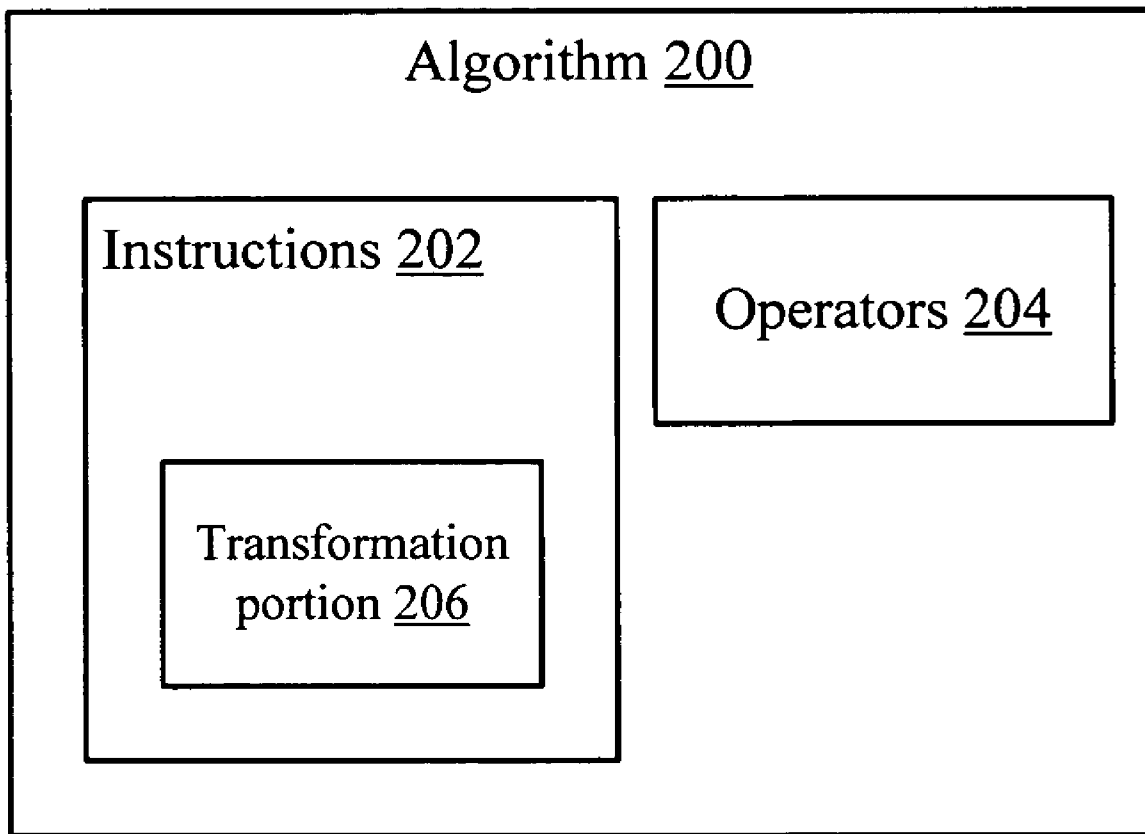 Algorithm 200
Instructions 202
Operators 204
Transformation
portion 206